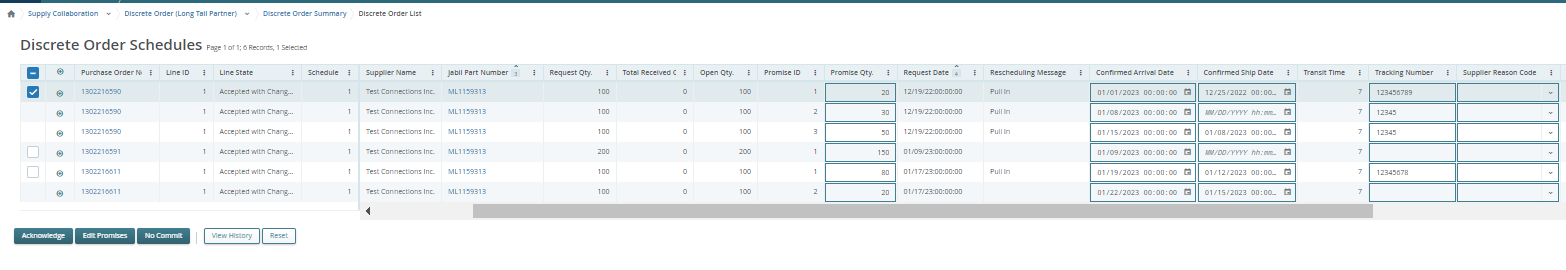 Supply Collaboration Discrete Order (Long Tail Partner) Discrete Order Summary Discrete Order List
Discrete Order Schedules Page 1 of 1; 6 Records, 1 Selected
Purchase Order N Line ID Line State Schedule Supplier Name Jabil Part Number Request Qty. Total Received Open Qty. Promise ID Promise Qty. Request Date Rescheduling Message Confirmed Arrival Date Confirmed Ship Date Transit Time Tracking Number Supplier Reason Code
1302216590 1 Accepted with Chang... 1 Test Connections Inc. ML1159313 100 0 100 1 20 12/19/22:00:00:00 Pull In 01/01/2023 00:00:00 12/25/2022 00:00... 7 123456789
1302216590 1 Accepted with Chang... 1 Test Connections Inc. ML1159313 100 0 100 2 30 12/19/22:00:00:00 Pull In 01/08/2023 00:00:00 MM/DD/YYYY hh:mm... 7 12345
1302216590 1 Accepted with Chang... 1 Test Connections Inc. ML1159313 100 0 100 3 50 12/19/22:00:00:00 Pull In 01/15/2023 00:00:00 01/08/2023 00:00... 7 12345
1302216591 1 Accepted with Chang... 1 Test Connections Inc. ML1159313 200 0 200 1 150 01/09/23:00:00:00 01/09/2023 00:00:00 MM/DD/YYYY hh:mm... 7
1302216611 1 Accepted with Chang... 1 Test Connections Inc. ML1159313 100 0 100 1 80 01/17/23:00:00:00 Pull In 01/19/2023 00:00:00 01/12/2023 00:00... 7 12345678
1302216611 1 Accepted with Chang... 1 Test Connections Inc. ML1159313 100 0 100 2 20 01/17/23:00:00:00 01/22/2023 00:00:00 01/15/2023 00:00... 7
Acknowledge Edit Promises No Commit View History Reset